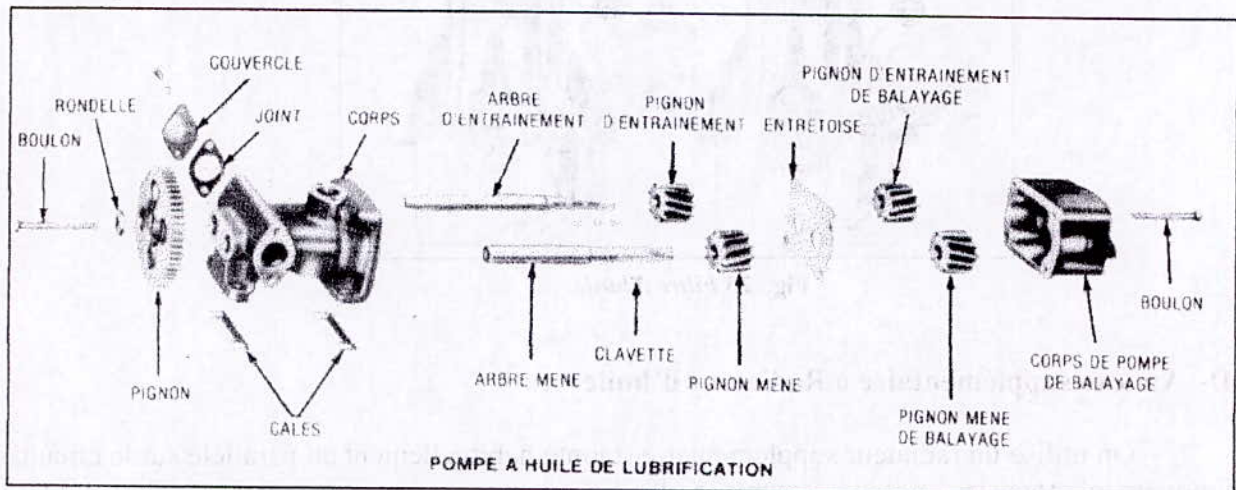 COUVERCLE
RONDELLE
JOINT
BOULON
CORPS
ARBRE
D'ENTRAINEMENT
PIGNON
D'ENTRAINEMENT
ENTRETOISE
PIGNON D'ENTRAINEMENT
DE BALAYAGE
BOULON
PIGNON
CALES
ARBRE MENE
CLAVETTE
PIGNON MENE
PIGNON MENE
DE BALAYAGE
CORPS DE POMPE
DE BALAYAGE
POMPE A HUILE DE LUBRIFICATION